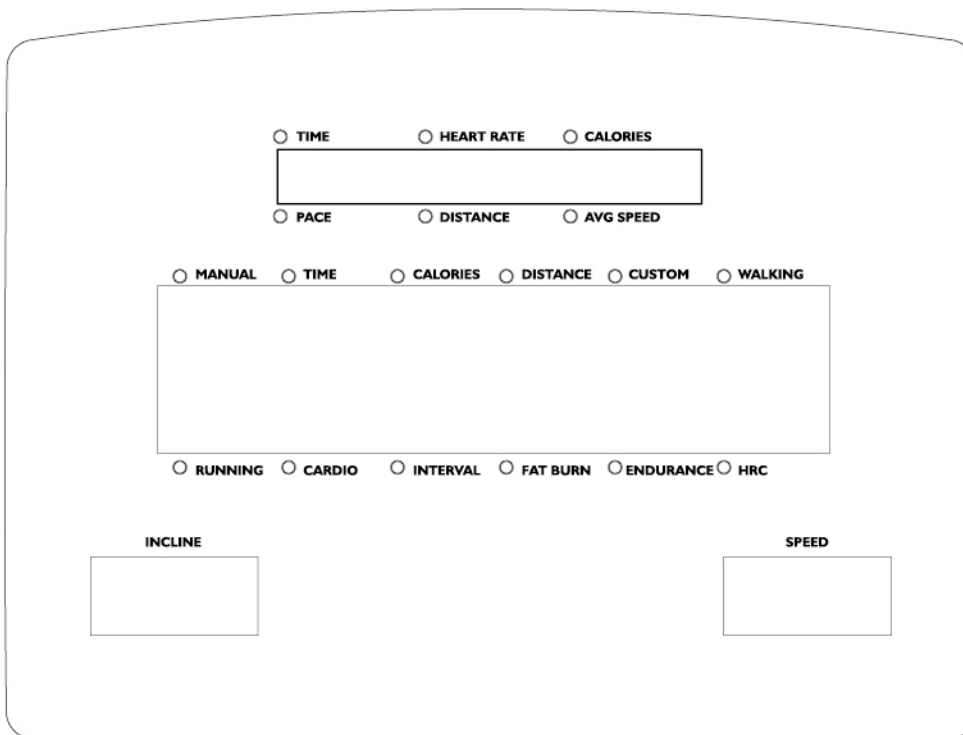 TIME HEART RATE CALORIES
PACE DISTANCE AVG SPEED
MANUAL TIME CALORIES DISTANCE CUSTOM WALKING
RUNNING CARDIO INTERVAL FAT BURN ENDURANCE HRC
INCLINE SPEED